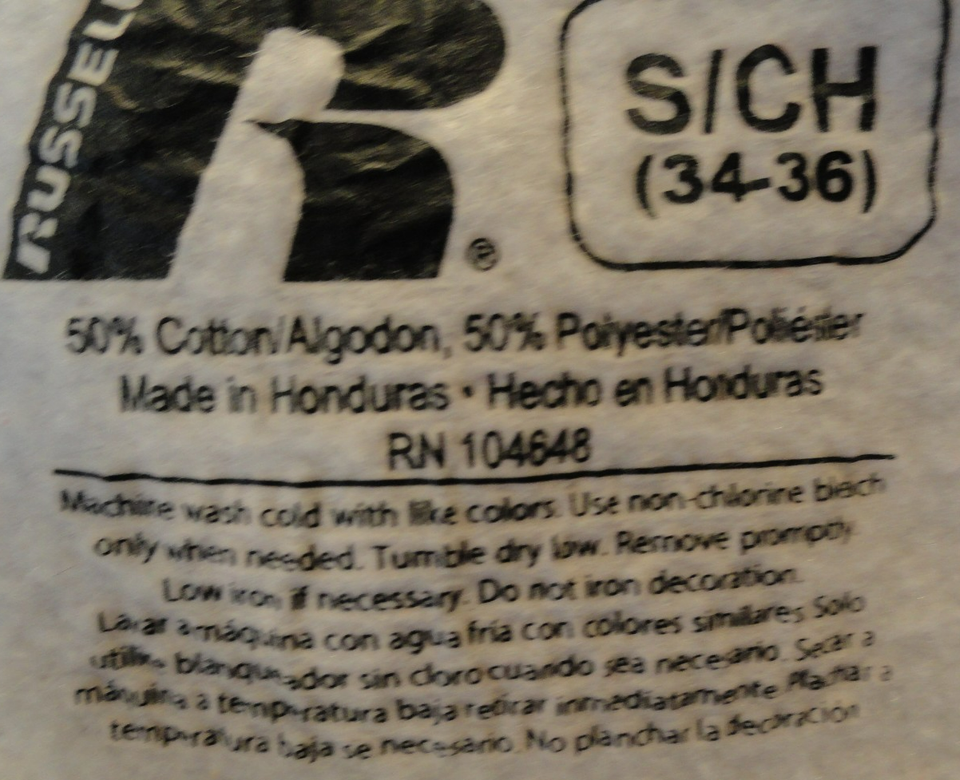 RUSSELL
®
S/CH
(34-36)
50% Cotton/Algodon, 50% Polyester/Poliéster
Made in Honduras • Hecho en Honduras
RN 104648
Machine wash cold with like colors. Use non-chlorine bleach
only when needed. Tumble dry low. Remove promptly.
Low iron if necessary. Do not iron decoration.
Lavar a máquina con agua fría con colores similares. Solo
utilice blanqueador sin cloro cuando sea necesario. Secar a
máquina a temperatura baja retirar inmediatamente. Planchar a
temperatura baja se necesario. No planchar la decoración